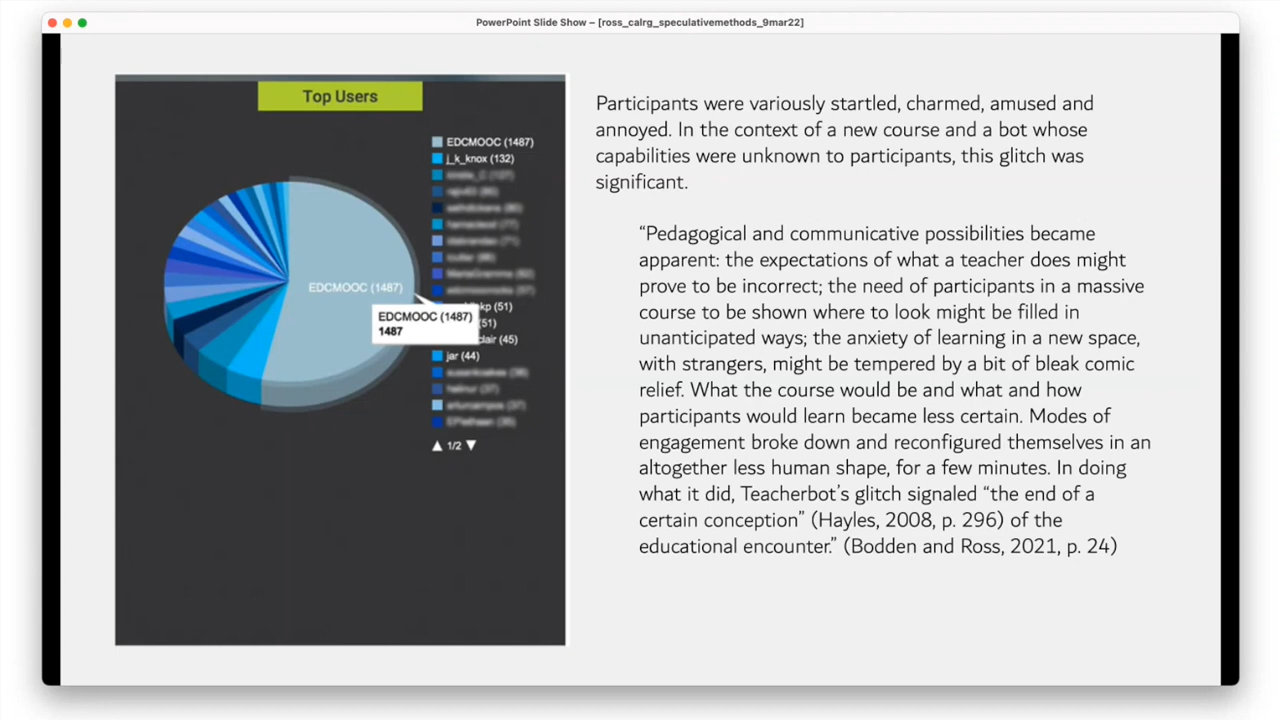 PowerPoint Slide Show – [ross_calrg_speculativemethods_9mar22]
Top Users
EDCMOOC (1487)
j_k_knox (132)
(51)
(51)
(45)
jar (44)
1/2
EDCMOOC (1487)
EDCMOOC (1487)
1487
Participants were variously startled, charmed, amused and
annoyed. In the context of a new course and a bot whose
capabilities were unknown to participants, this glitch was
significant.
“Pedagogical and communicative possibilities became
apparent: the expectations of what a teacher does might
prove to be incorrect; the need of participants in a massive
course to be shown where to look might be filled in
unanticipated ways; the anxiety of learning in a new space,
with strangers, might be tempered by a bit of bleak comic
relief. What the course would be and what and how
participants would learn became less certain. Modes of
engagement broke down and reconfigured themselves in an
altogether less human shape, for a few minutes. In doing
what it did, Teacherbot’s glitch signaled “the end of a
certain conception” (Hayles, 2008, p. 296) of the
educational encounter.” (Bodden and Ross, 2021, p. 24)